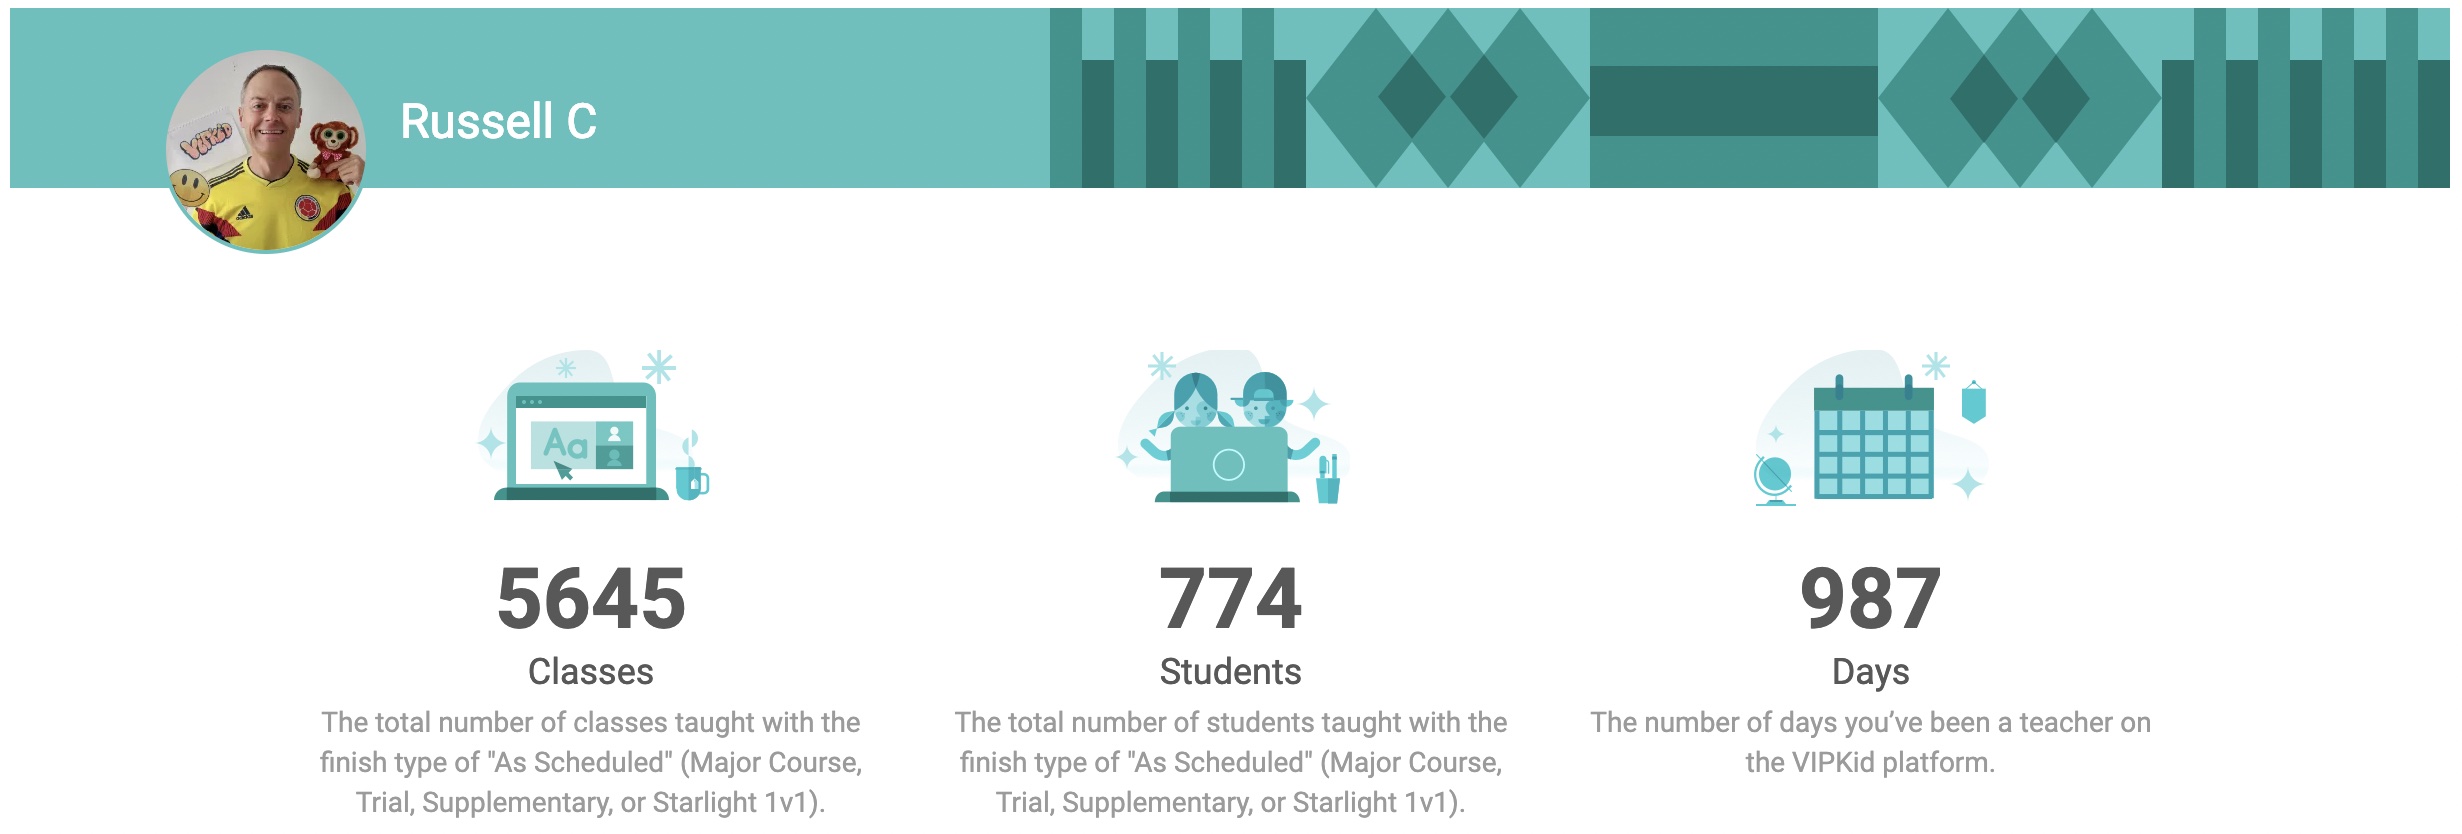 Russell C
VIPKID
adidas
Aa
5645
Classes
The total number of classes taught with the
finish type of "As Scheduled" (Major Course,
Trial, Supplementary, or Starlight 1v1).
774
Students
The total number of students taught with the
finish type of "As Scheduled" (Major Course,
Trial, Supplementary, or Starlight 1v1).
987
Days
The number of days you’ve been a teacher on
the VIPKid platform.